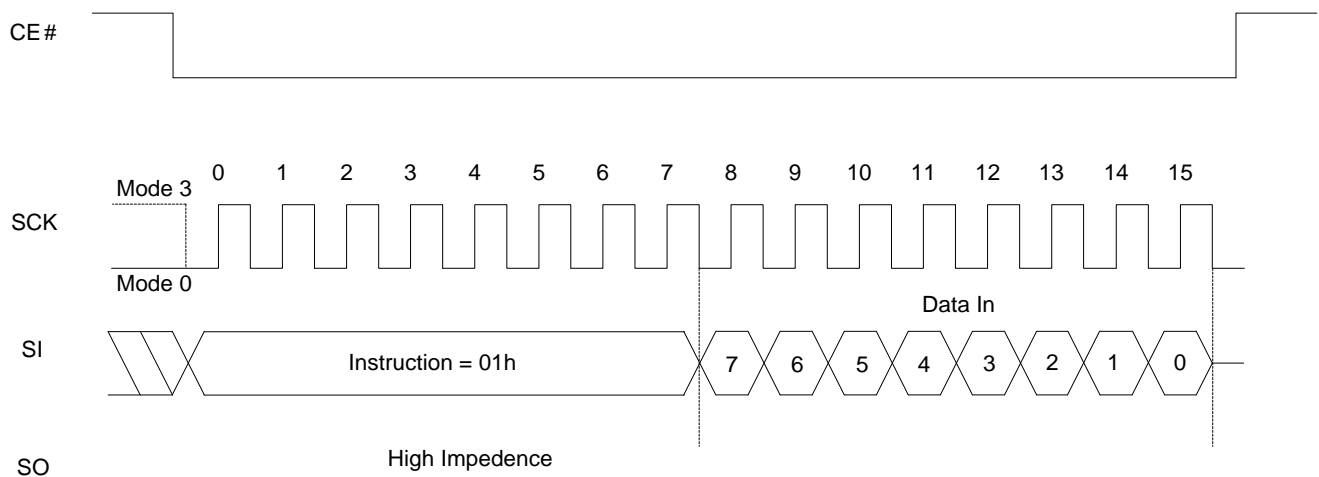 CE#
0 1 2 3 4 5 6 7 8 9 10 11 12 13 14 15
Mode 3
SCK
Mode 0
Data In
SI
Instruction = 01h
7 6 5 4 3 2 1 0
High Impedence
SO